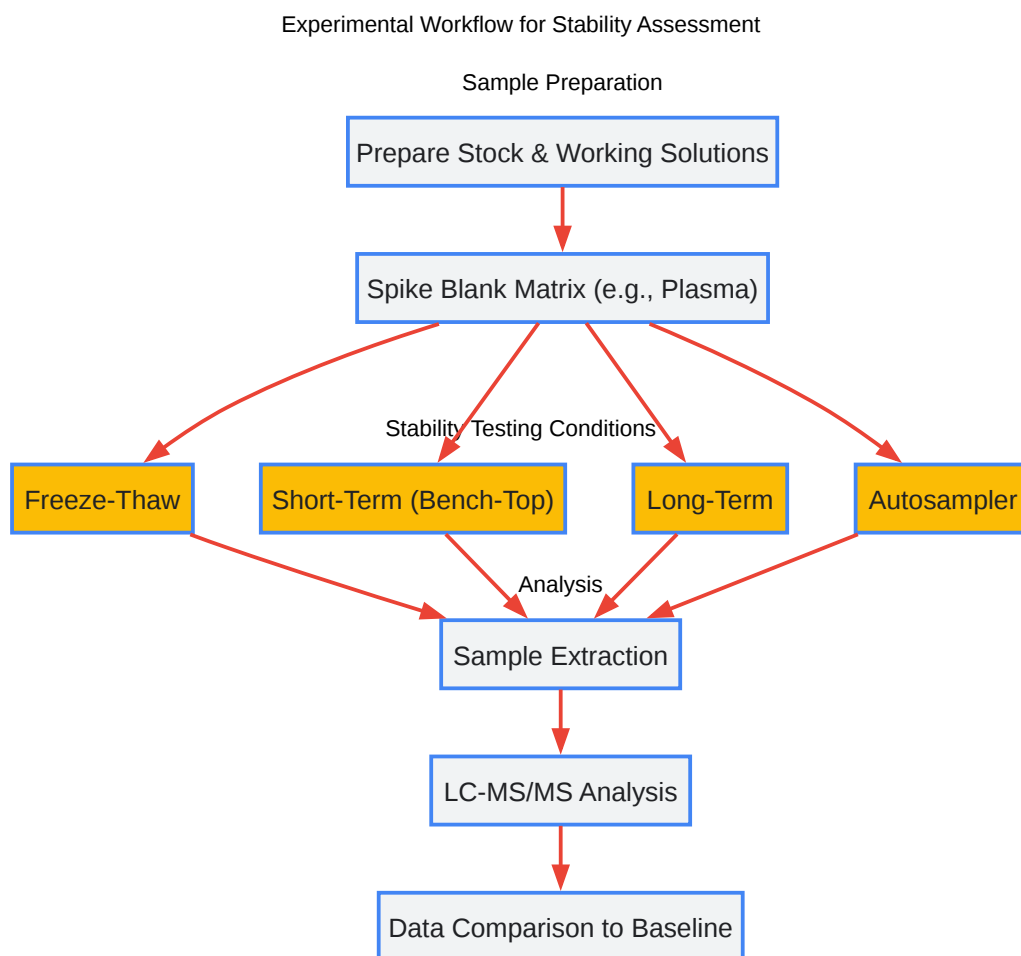 Experimental Workflow for Stability Assessment
Sample Preparation
Prepare Stock & Working Solutions
Spike Blank Matrix (e.g., Plasma)
Stability Testing Conditions
Freeze-Thaw
Short-Term (Bench-Top)
Long-Term
Autosampler
Analysis
Sample Extraction
LC-MS/MS Analysis
Data Comparison to Baseline